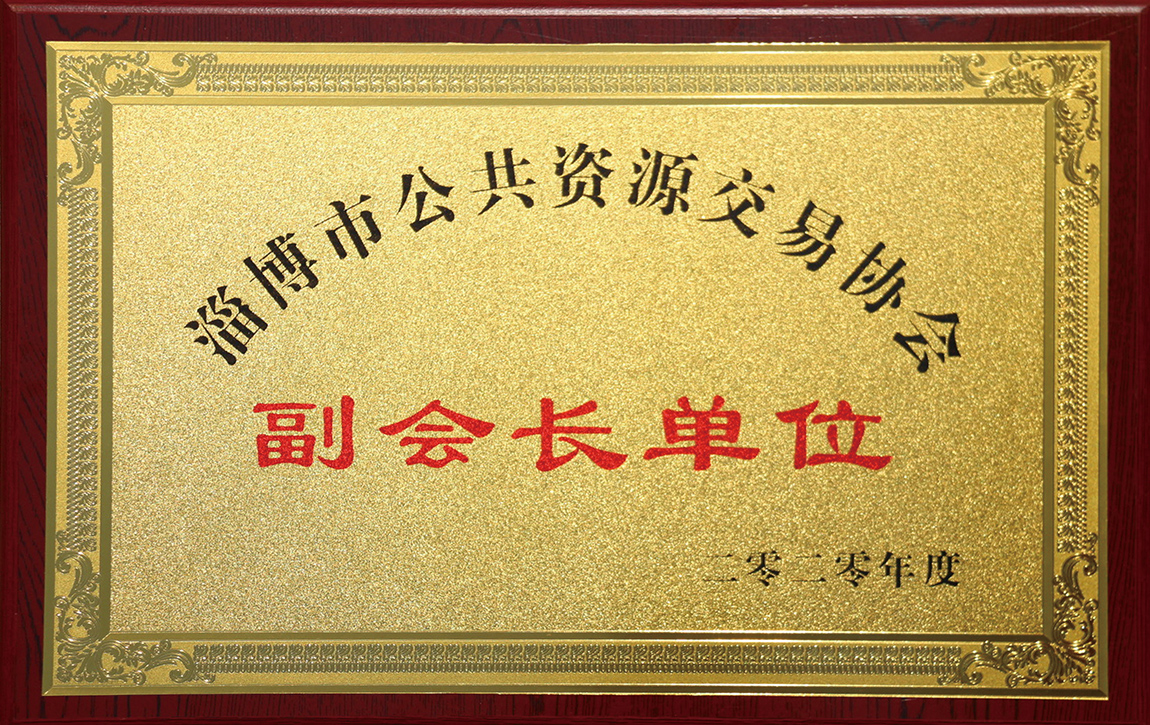 淄博市公共资源交易协会
副会长单位
二零二零年度